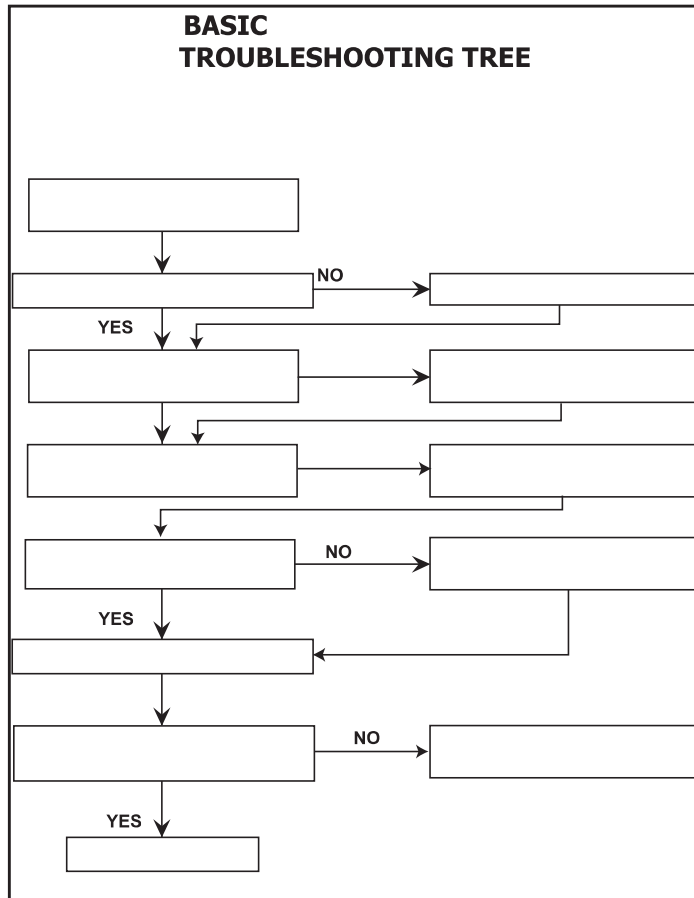 BASIC
TROUBLESHOOTING TREE
NO
YES
NO
YES
NO
YES